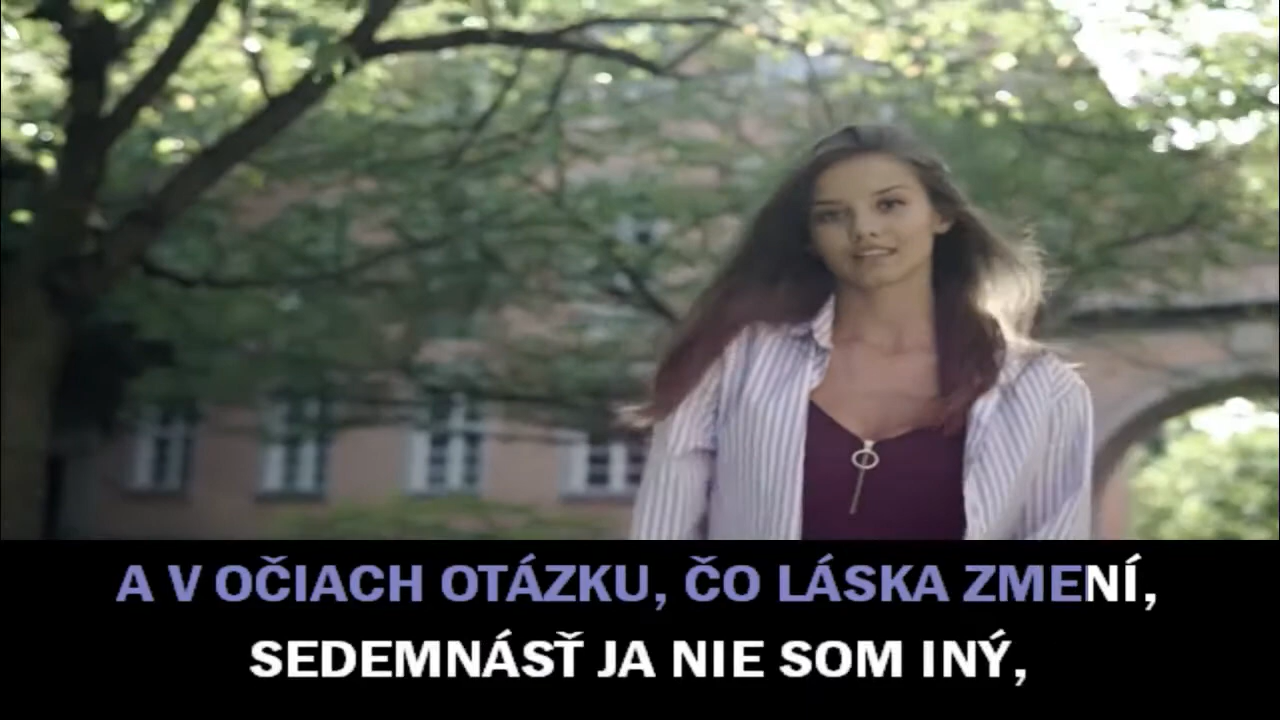 A V OČIACH OTÁZKU, ČO LÁSKA ZMENÍ,
SEDEMNÁSŤ JA NIE SOM INÝ,